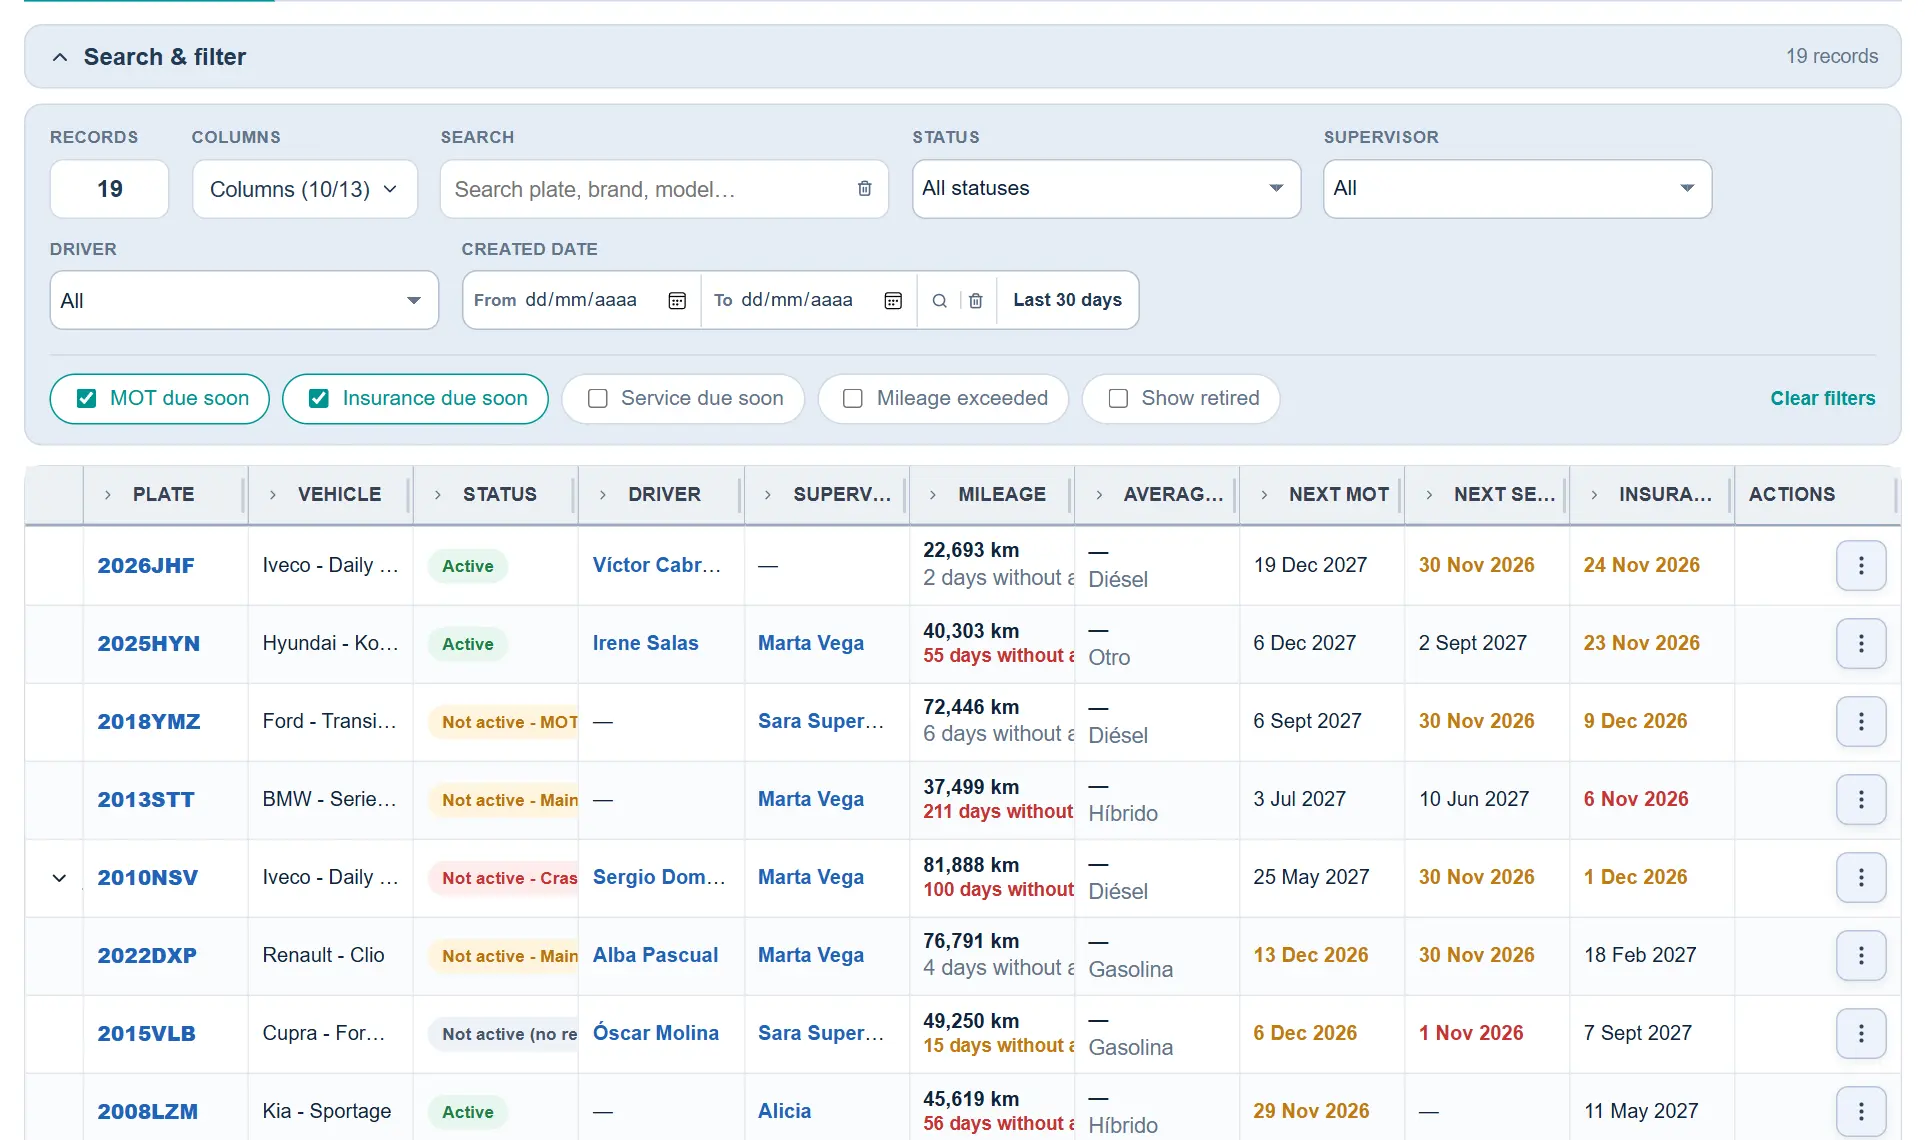 Search & filter
19 records
RECORDS COLUMNS SEARCH STATUS SUPERVISOR
19 Columns (10/13) Search plate, brand, model… All statuses All
DRIVER CREATED DATE
All From dd/mm/aaaa To dd/mm/aaaa Last 30 days
MOT due soon Insurance due soon Service due soon Mileage exceeded Show retired Clear filters
PLATE VEHICLE STATUS DRIVER SUPERV… MILEAGE AVERAG… NEXT MOT NEXT SE… INSURA… ACTIONS
2026JHF Iveco - Daily … Active Víctor Cabr… — 22,693 km — 19 Dec 2027 30 Nov 2026 24 Nov 2026
2 days without a Diésel
2025HYN Hyundai - Ko… Active Irene Salas Marta Vega 40,303 km — 6 Dec 2027 2 Sept 2027 23 Nov 2026
55 days without a Otro
2018YMZ Ford - Transi… Not active - MOT — Sara Super… 72,446 km — 6 Sept 2027 30 Nov 2026 9 Dec 2026
6 days without a Diésel
2013STT BMW - Serie… Not active - Main — Marta Vega 37,499 km — 3 Jul 2027 10 Jun 2027 6 Nov 2026
211 days without Híbrido
2010NSV Iveco - Daily … Not active - Cras Sergio Dom… Marta Vega 81,888 km — 25 May 2027 30 Nov 2026 1 Dec 2026
100 days without Diésel
2022DXP Renault - Clio Not active - Main Alba Pascual Marta Vega 76,791 km — 13 Dec 2026 30 Nov 2026 18 Feb 2027
4 days without a Gasolina
2015VLB Cupra - For… Not active (no re Óscar Molina Sara Super… 49,250 km — 6 Dec 2026 1 Nov 2026 7 Sept 2027
15 days without a Gasolina
2008LZM Kia - Sportage Active — Alicia 45,619 km — 29 Nov 2026 — 11 May 2027
56 days without a Híbrido